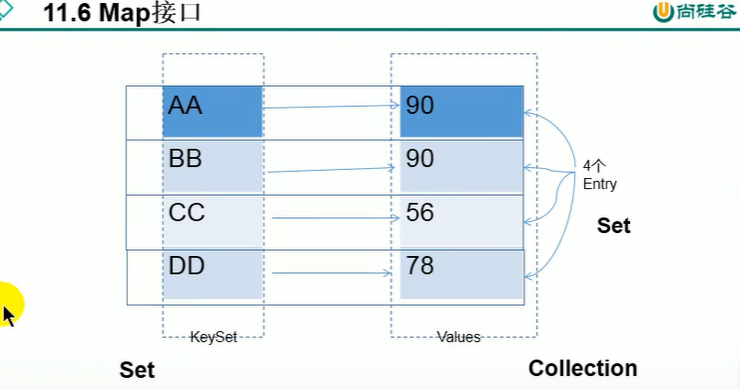 11.6 Map接口
尚硅谷
AA 90
BB 90
CC 56
DD 78
4个
Entry
Set
KeySet Values
Set Collection